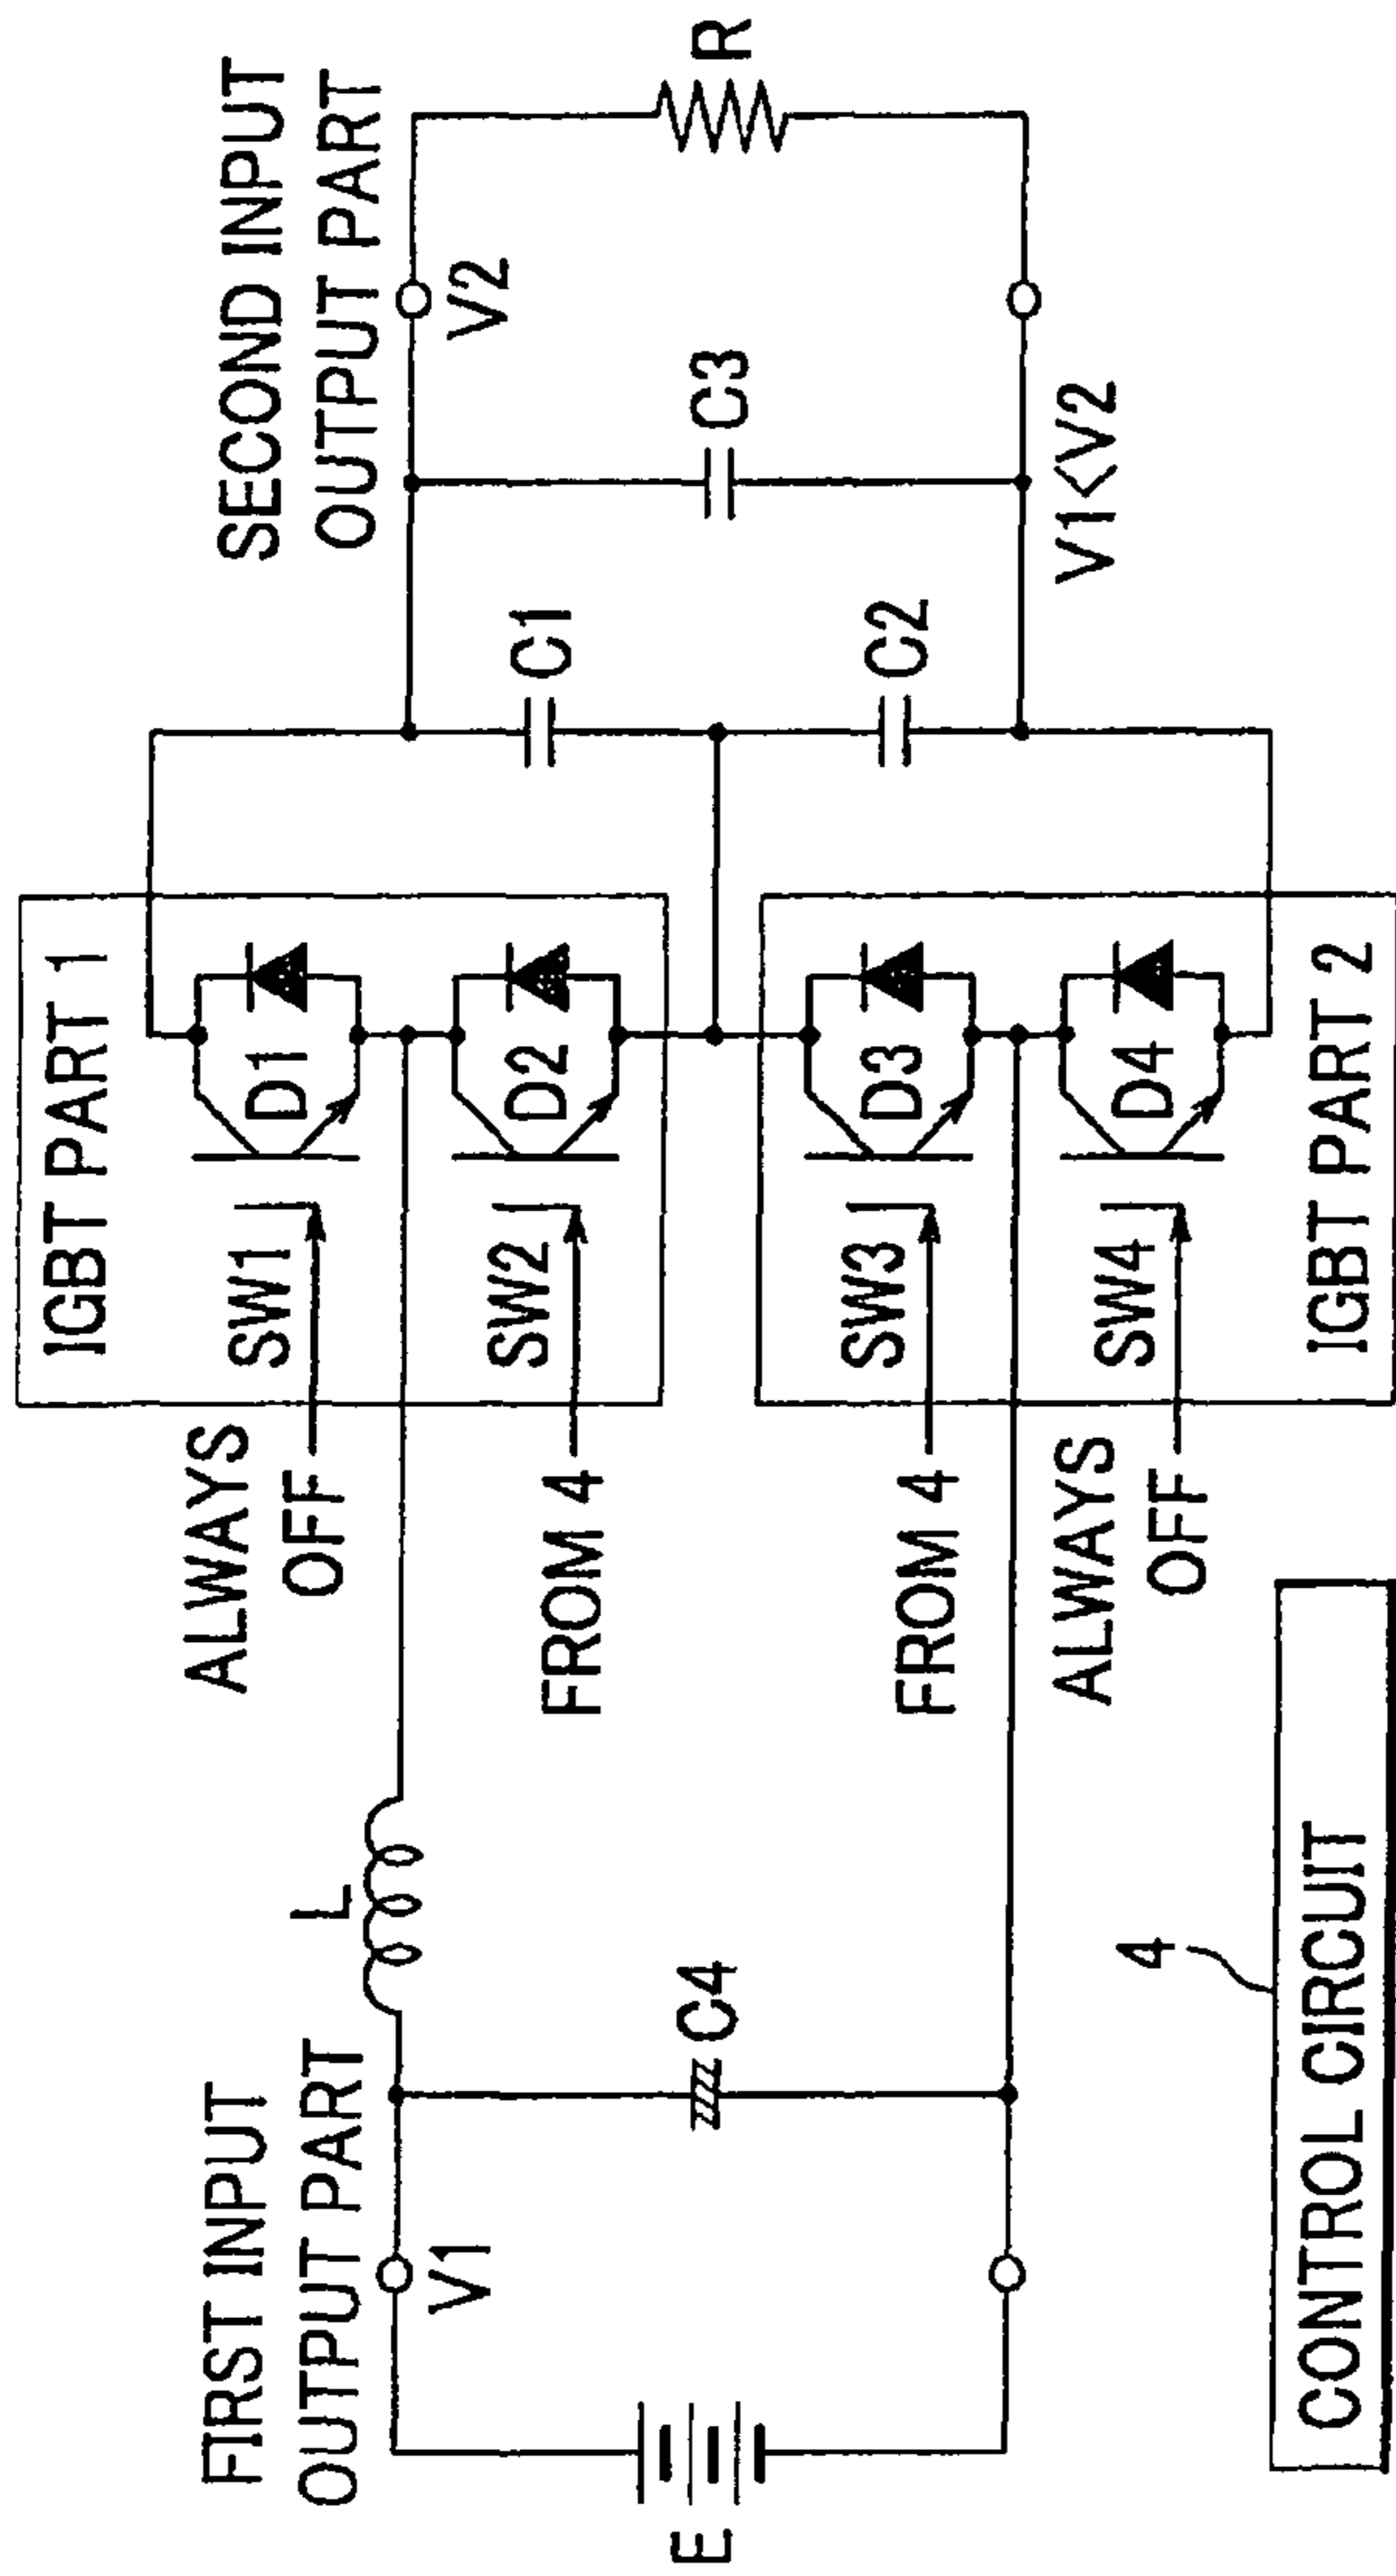 FIRST INPUT
OUTPUT PART
SECOND INPUT
OUTPUT PART
IGBT PART 1
ALWAYS
OFF
SW1
D1
L
V1
V2
FROM 4
SW2
D2
C1
E
C4
C3
R
FROM 4
SW3
D3
C2
ALWAYS
OFF
SW4
D4
V1<V2
4
CONTROL CIRCUIT
IGBT PART 2